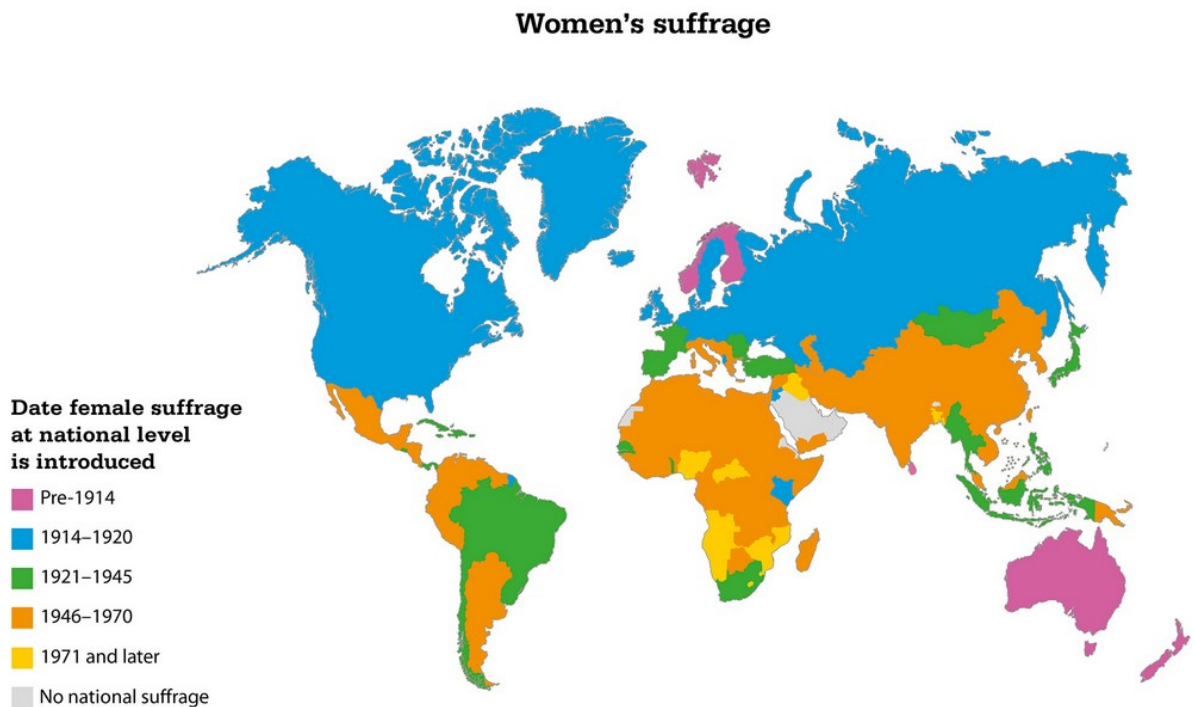 Women’s suffrage
Date female suffrage
at national level
is introduced
Pre-1914
1914–1920
1921–1945
1946–1970
1971 and later
No national suffrage